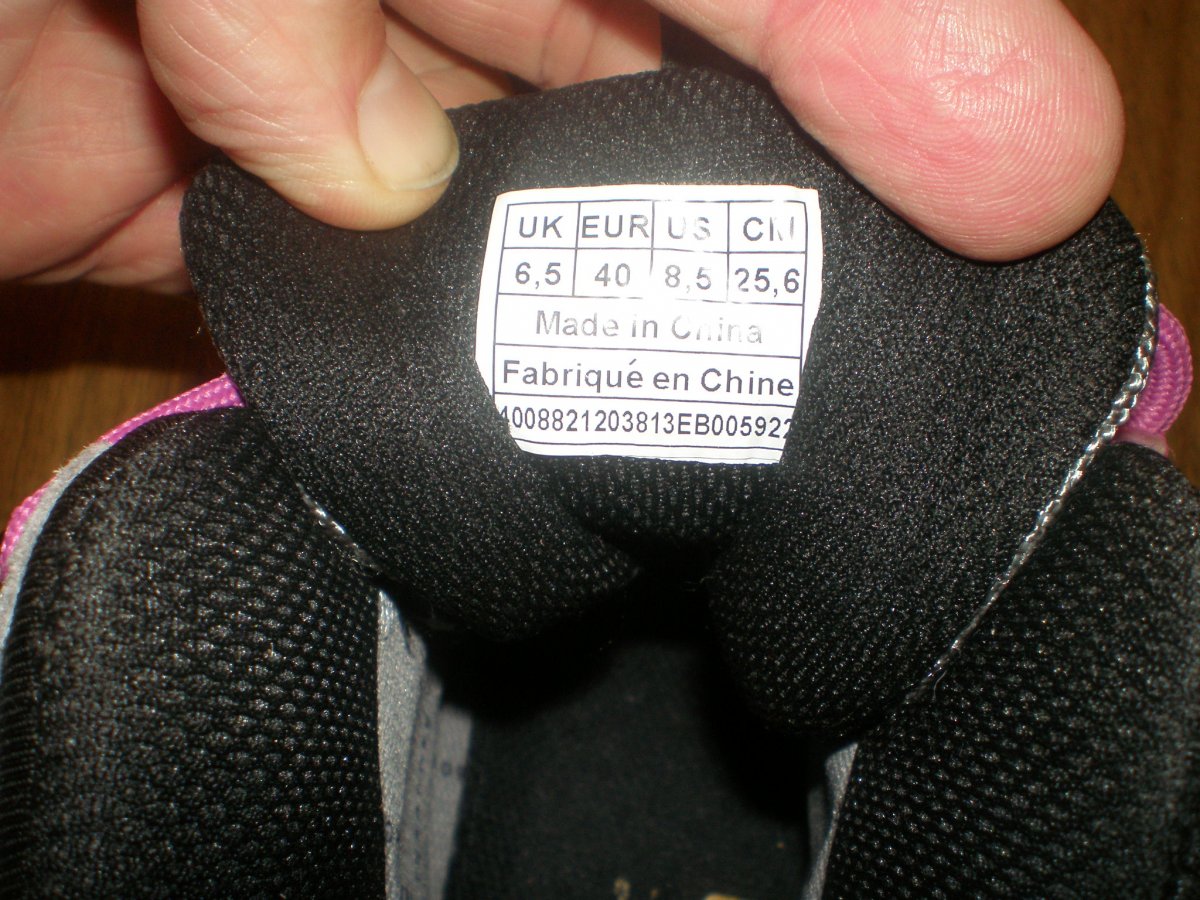 UK EUR US CM
6,5 40 8,5 25,6
Made in China
Fabriqué en Chine
4008821203813EB005922